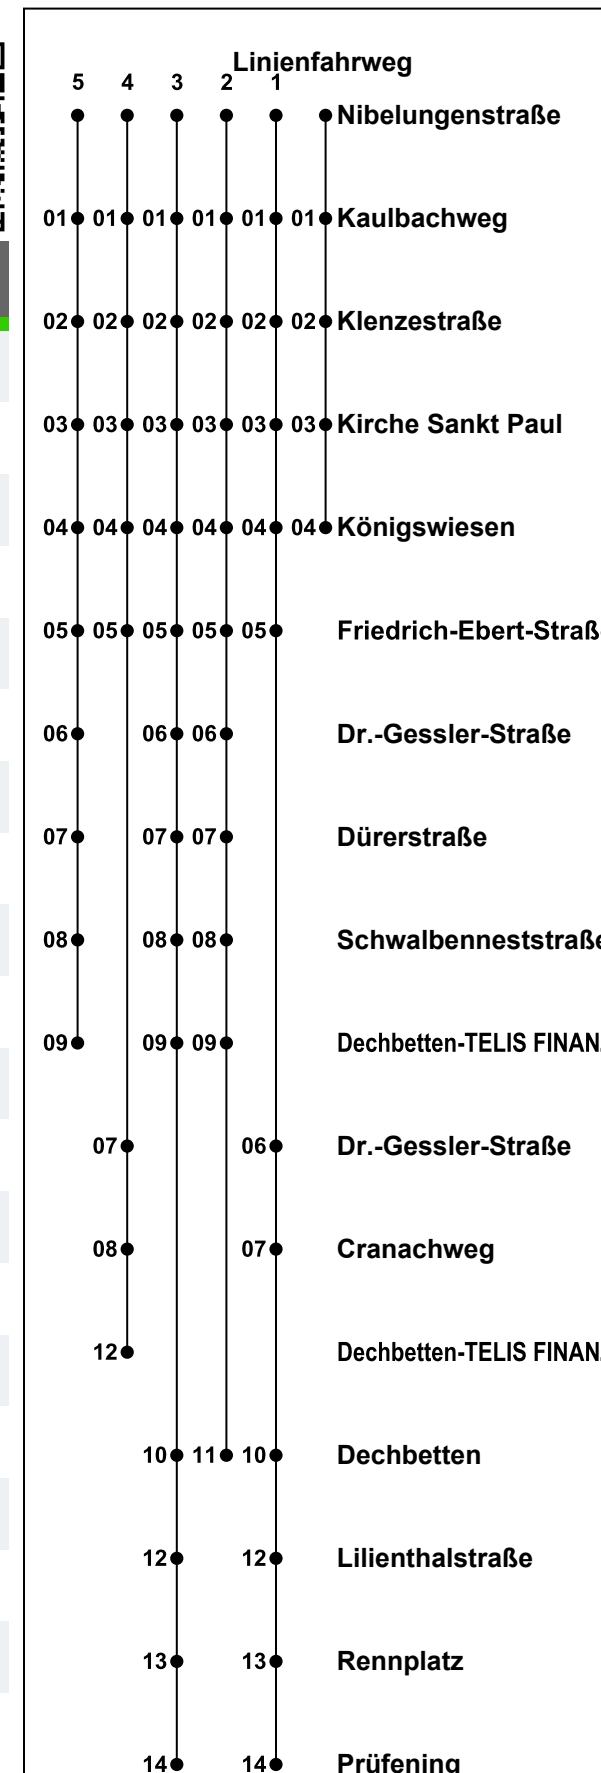 Linienfahrweg
5 4 3 2 1
Nibelungenstraße
01 01 01 01 01 01 Kaulbachweg
02 02 02 02 02 02 Klenzestraße
03 03 03 03 03 03 Kirche Sankt Paul
04 04 04 04 04 04 Königswiesen
05 05 05 05 05 Friedrich-Ebert-Straß
06 06 06 Dr.-Gessler-Straße
07 07 07 Dürerstraße
08 08 08 Schwalbenneststraße
09 09 09 Dechbetten-TELIS FINAN
07 06 Dr.-Gessler-Straße
08 07 Cranachweg
12 Dechbetten-TELIS FINAN
10 11 10 Dechbetten
12 12 Lilienthalstraße
13 13 Rennplatz
14 14 Prüfening